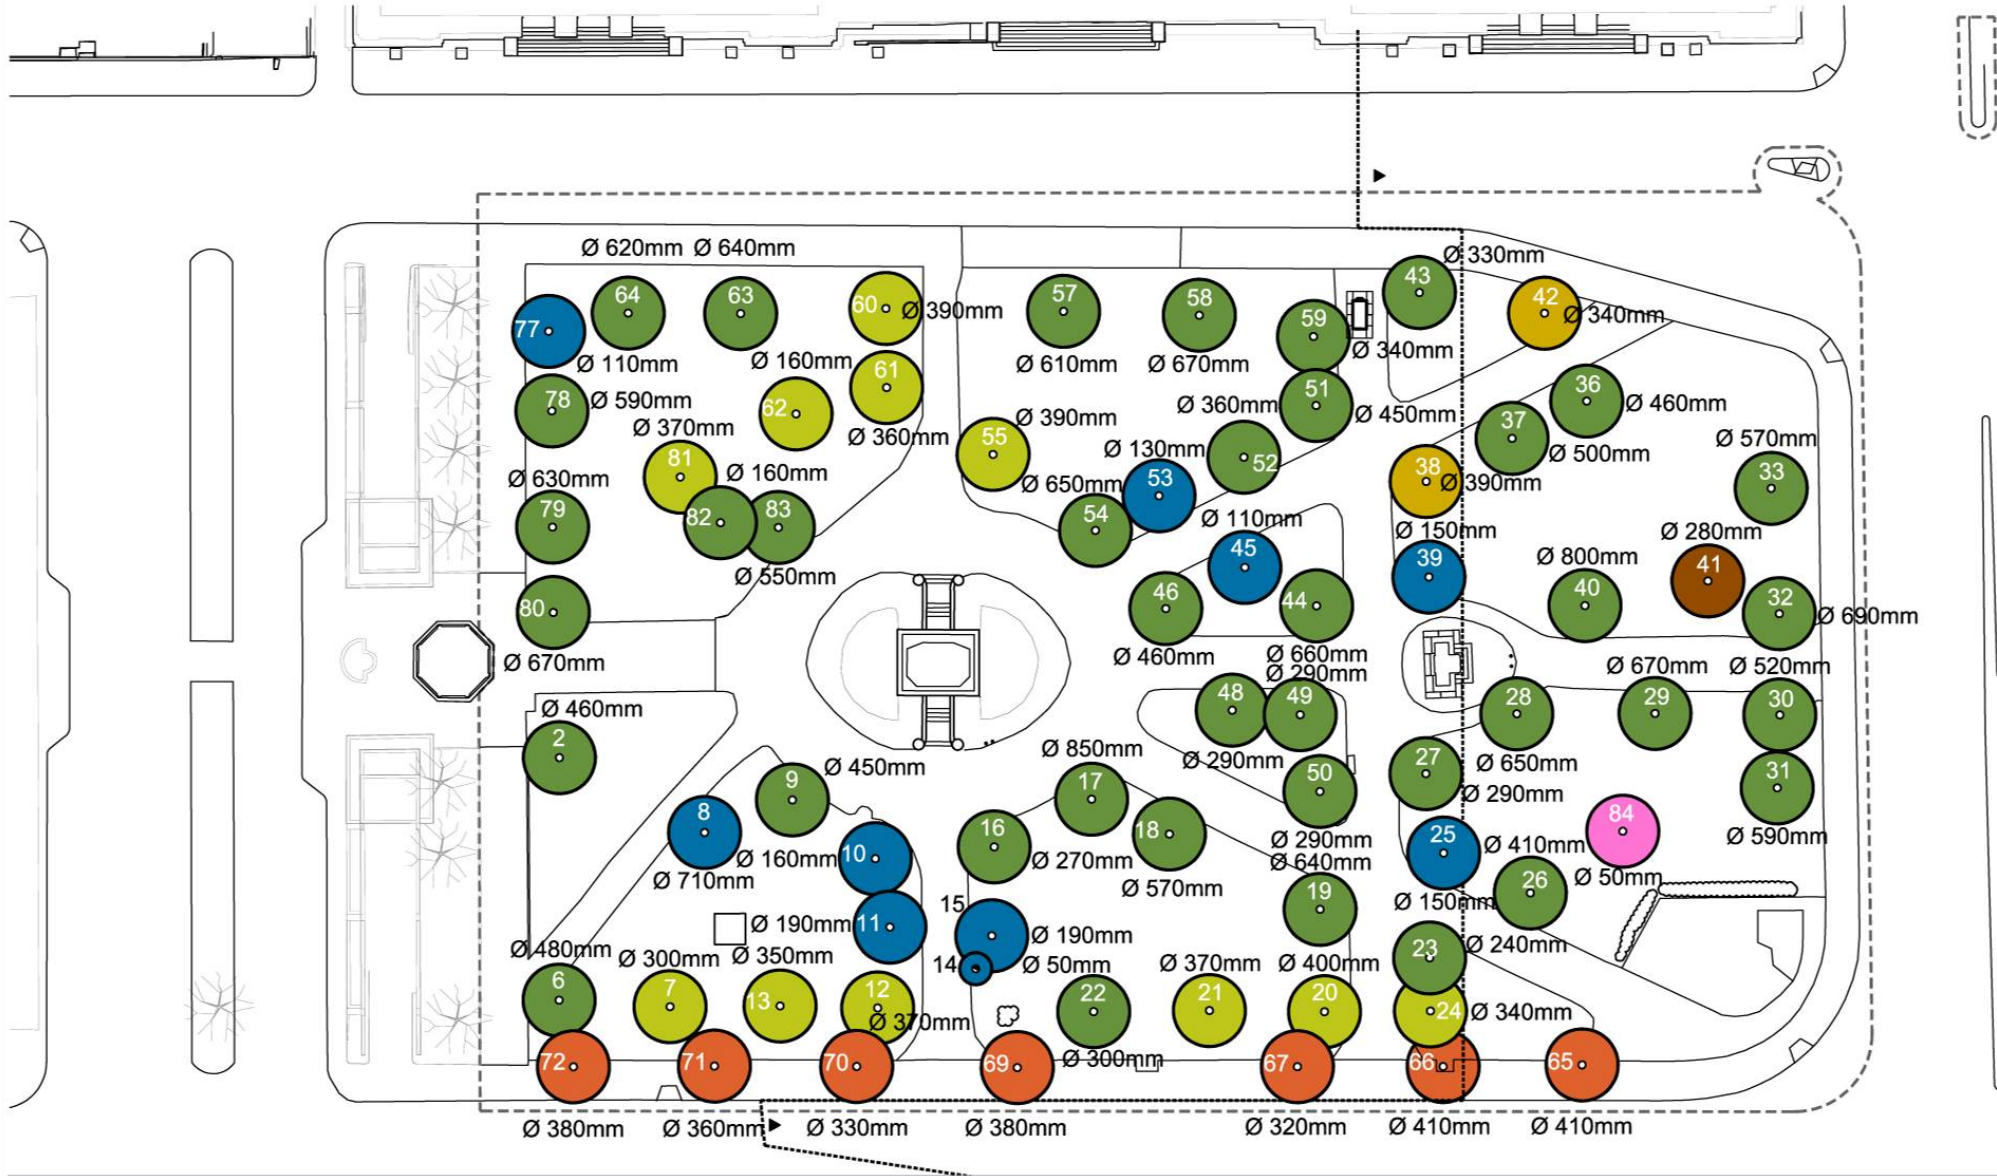 Ø 620mm Ø 640mm
Ø 330mm
43
64
63
60
57
58
59
42
77
Ø 390mm
Ø 340mm
Ø 110mm
Ø 160mm
Ø 610mm
Ø 670mm
Ø 340mm
61
51
36
78
Ø 590mm
62
Ø 360mm
Ø 450mm
Ø 460mm
Ø 370mm
Ø 360mm
Ø 390mm
37
55
Ø 130mm
52
Ø 500mm
Ø 570mm
81
Ø 160mm
38
33
Ø 630mm
Ø 650mm
53
Ø 390mm
79
82
83
54
Ø 110mm
Ø 150mm
Ø 280mm
45
39
Ø 800mm
41
Ø 550mm
80
46
44
40
32
Ø 690mm
Ø 670mm
Ø 460mm
Ø 660mm
Ø 290mm
Ø 670mm
Ø 520mm
48
49
28
29
30
Ø 460mm
2
Ø 850mm
Ø 290mm
Ø 650mm
Ø 450mm
27
9
17
50
Ø 290mm
31
8
84
10
16
18
25
Ø 590mm
Ø 160mm
Ø 270mm
Ø 290mm
Ø 410mm
Ø 710mm
Ø 570mm
Ø 640mm
Ø 50mm
19
26
15
Ø 150mm
Ø 190mm
11
Ø 190mm
Ø 480mm
Ø 300mm
Ø 350mm
23
Ø 240mm
14
Ø 50mm
Ø 370mm
Ø 400mm
6
7
13
12
22
21
20
24
Ø 340mm
Ø 370mm
Ø 300mm
72
71
70
69
67
66
65
Ø 380mm
Ø 360mm
Ø 330mm
Ø 380mm
Ø 320mm
Ø 410mm
Ø 410mm